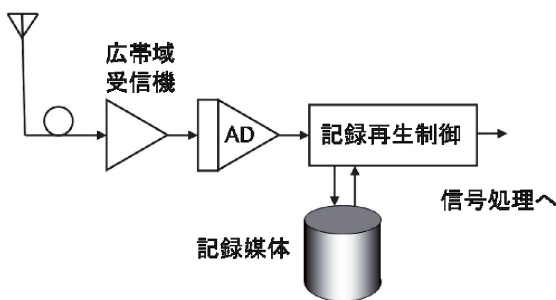 広帯域
受信機
AD
記録再生制御
信号処理へ
記録媒体